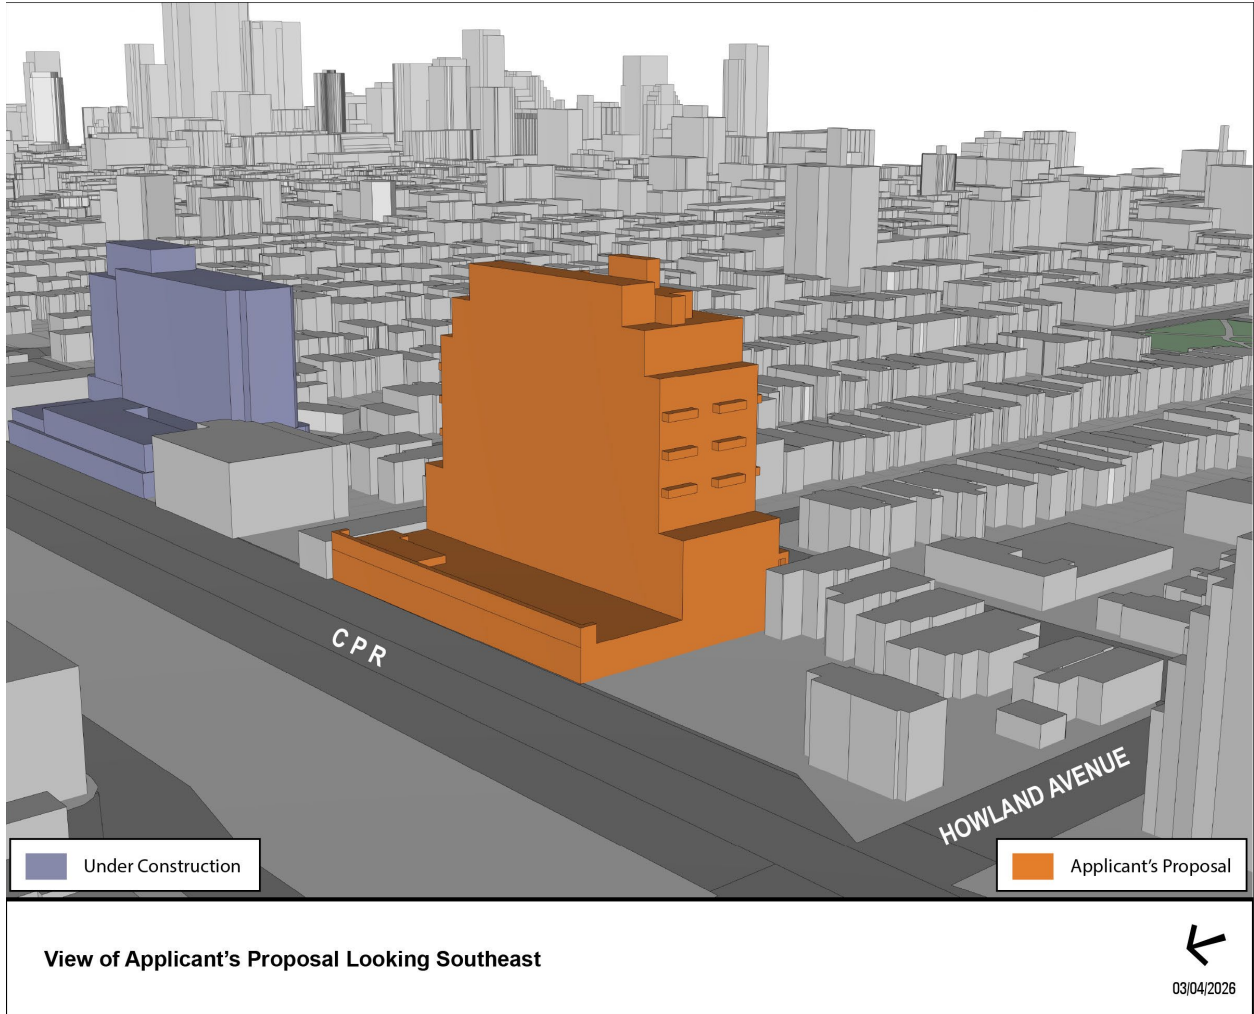 CPR
HOWLAND AVENUE
Under Construction
Applicant's Proposal
View of Applicant's Proposal Looking Southeast
03/04/2026